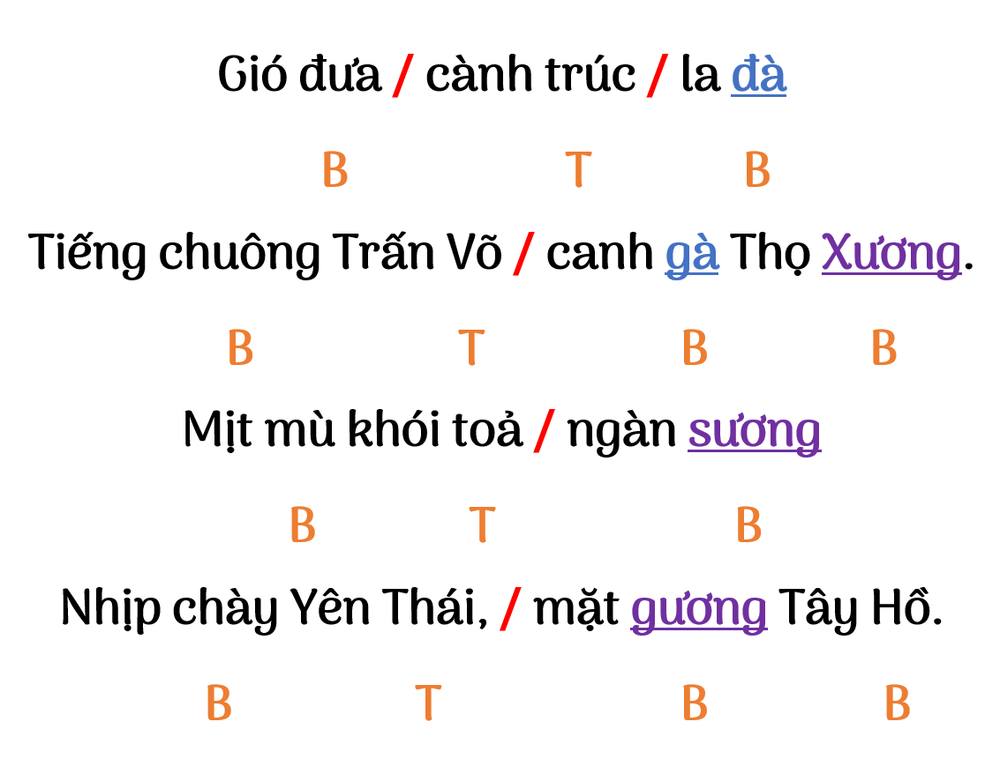 Gió đưa / cành trúc / la đà
B T B
Tiếng chuông Trấn Võ / canh gà Thọ Xương.
B T B B
Mịt mù khói toả / ngàn sương
B T B
Nhịp chày Yên Thái, / mặt gương Tây Hồ.
B T B B